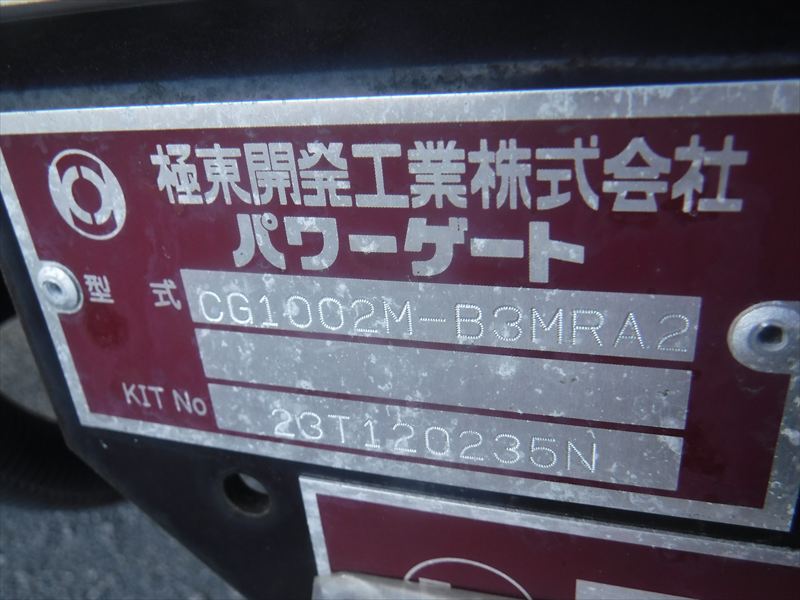 極東開発工業株式会社
パワーゲート
型式 CG1002M-B3MRA2
KIT No 23T120235N